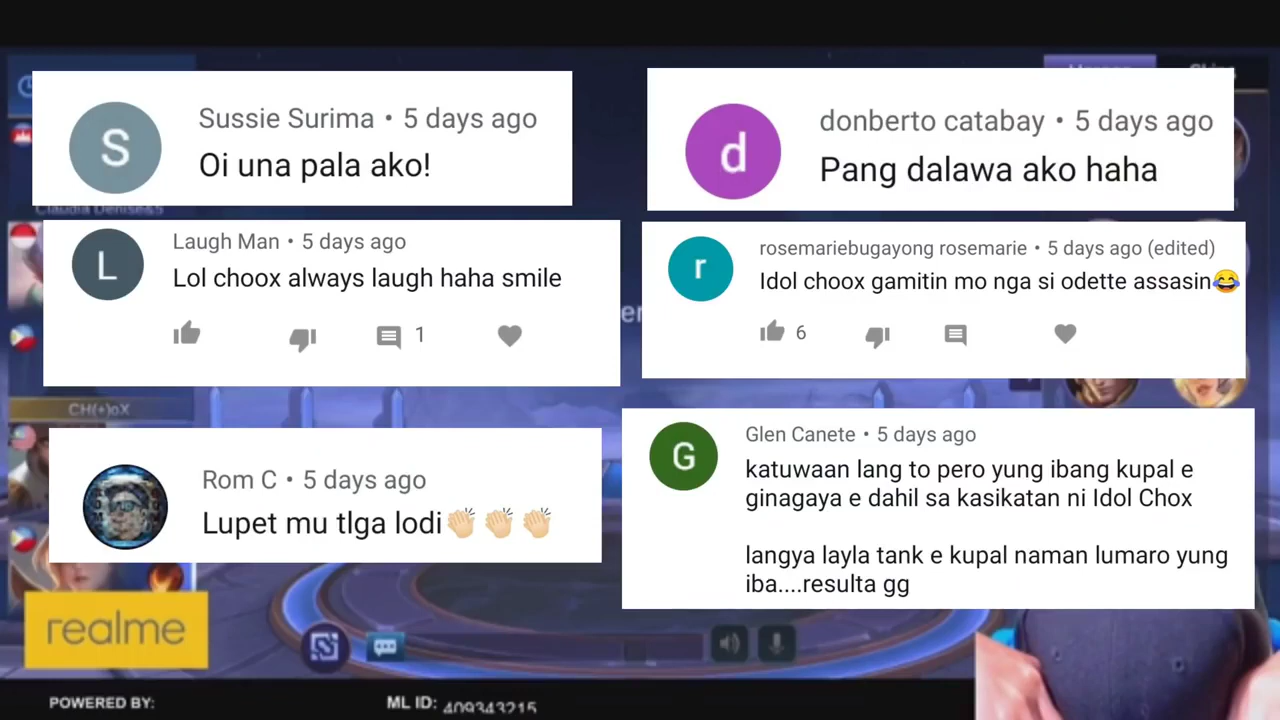 Sussie Surima • 5 days ago
Oi una pala ako!
donberto catabay • 5 days ago
Pang dalawa ako haha
Laugh Man • 5 days ago
Lol choox always laugh haha smile
1
rosemariebugayong rosemarie • 5 days ago (edited)
Idol choox gamitin mo nga si odette assasin😂
6
CH(+)oX
Rom C • 5 days ago
Lupet mu tlga lodi👏🏻👏🏻👏🏻
Glen Canete • 5 days ago
katuwaan lang to pero yung ibang kupal e
ginagaya e dahil sa kasikatan ni Idol Chox
langya layla tank e kupal naman lumaro yung
iba....resulta gg
realme
POWERED BY:
ML ID: 409343215